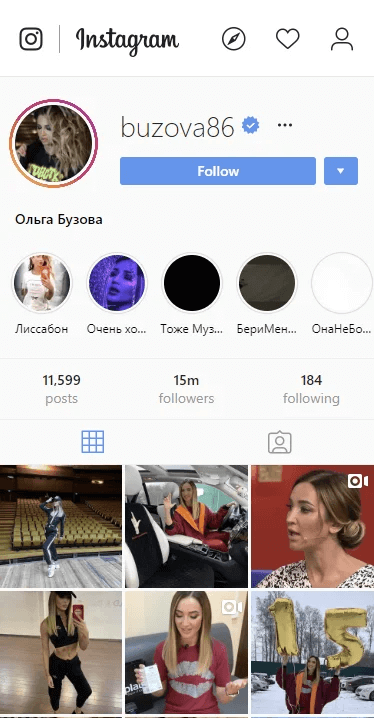 Instagram
buzova86
Follow
Ольга Бузова
Лиссабон Очень хо... Тоже Муз... БериМен... ОнаНеБо...
11,599 15m 184
posts followers following
15